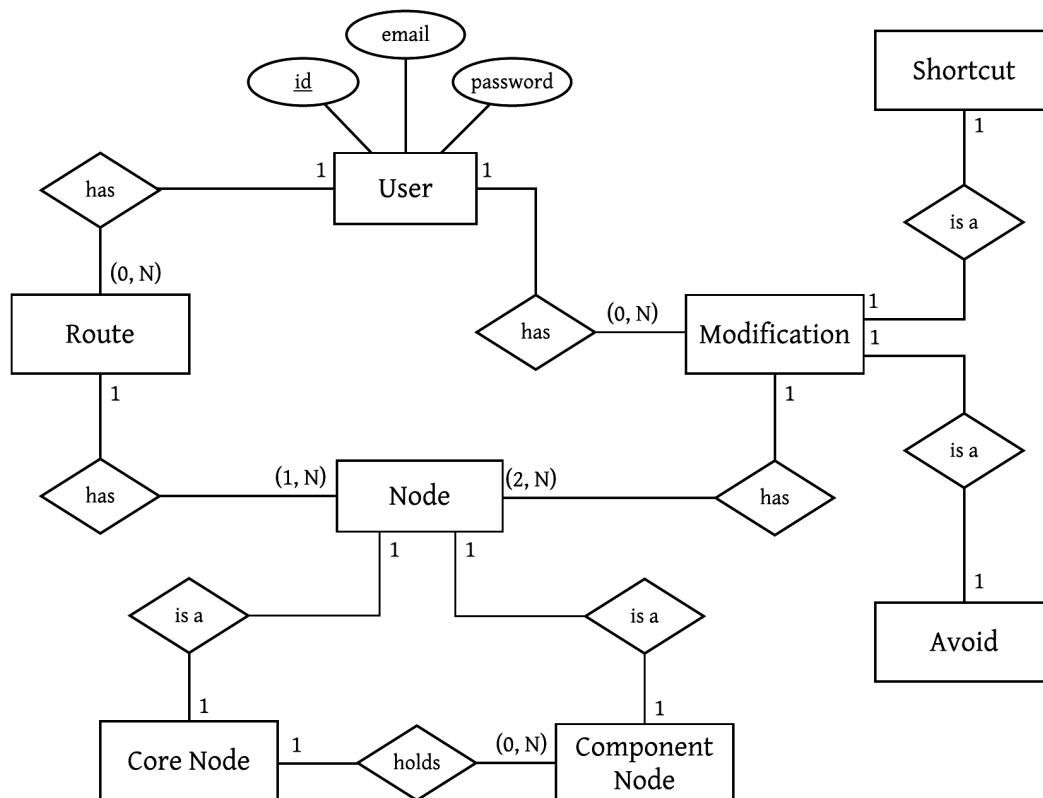 email
Shortcut
id
password
1
1
User
1
has
is a
(0, N)
1
(0, N)
Route
has
Modification
1
1
1
is a
(1, N)
Node
(2, N)
has
has
1
1
1
is a
is a
Avoid
1
1
Core Node
1
holds
(0, N)
Component
Node